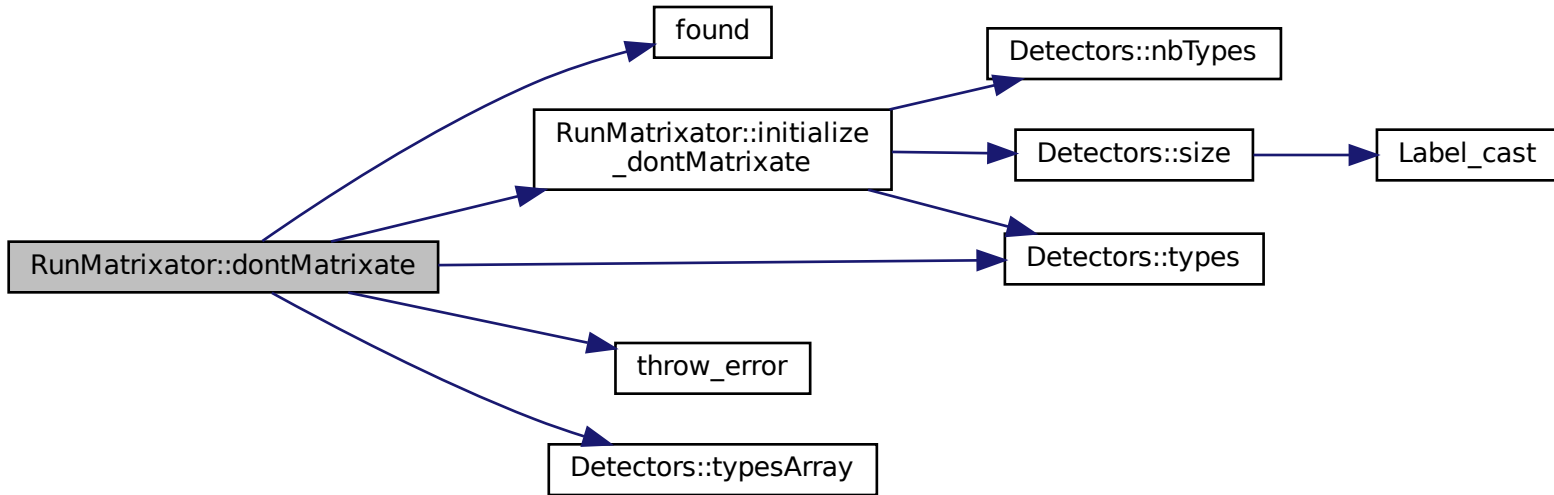 found
Detectors::nbTypes
RunMatrixator::initialize
_dontMatrixate
Detectors::size
Label_cast
RunMatrixator::dontMatrixate
Detectors::types
throw_error
Detectors::typesArray